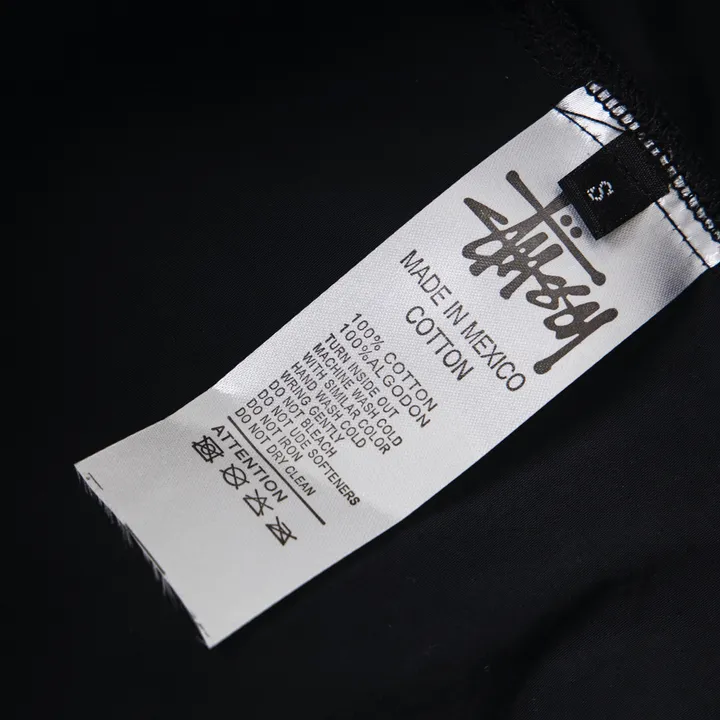 S
Stüssy
MADE IN MEXICO
COTTON
100% COTTON
100%ALGODON
TURN INSIDE OUT
MACHINE WASH COLD
WITH SIMILAR COLOR
HAND WASH COLD
WRING GENTLY
DO NOT BLEACH
DO NOT UDE SOFTENERS
DO NOT IRON
DO NOT DRY CLEAN
ATTENTION